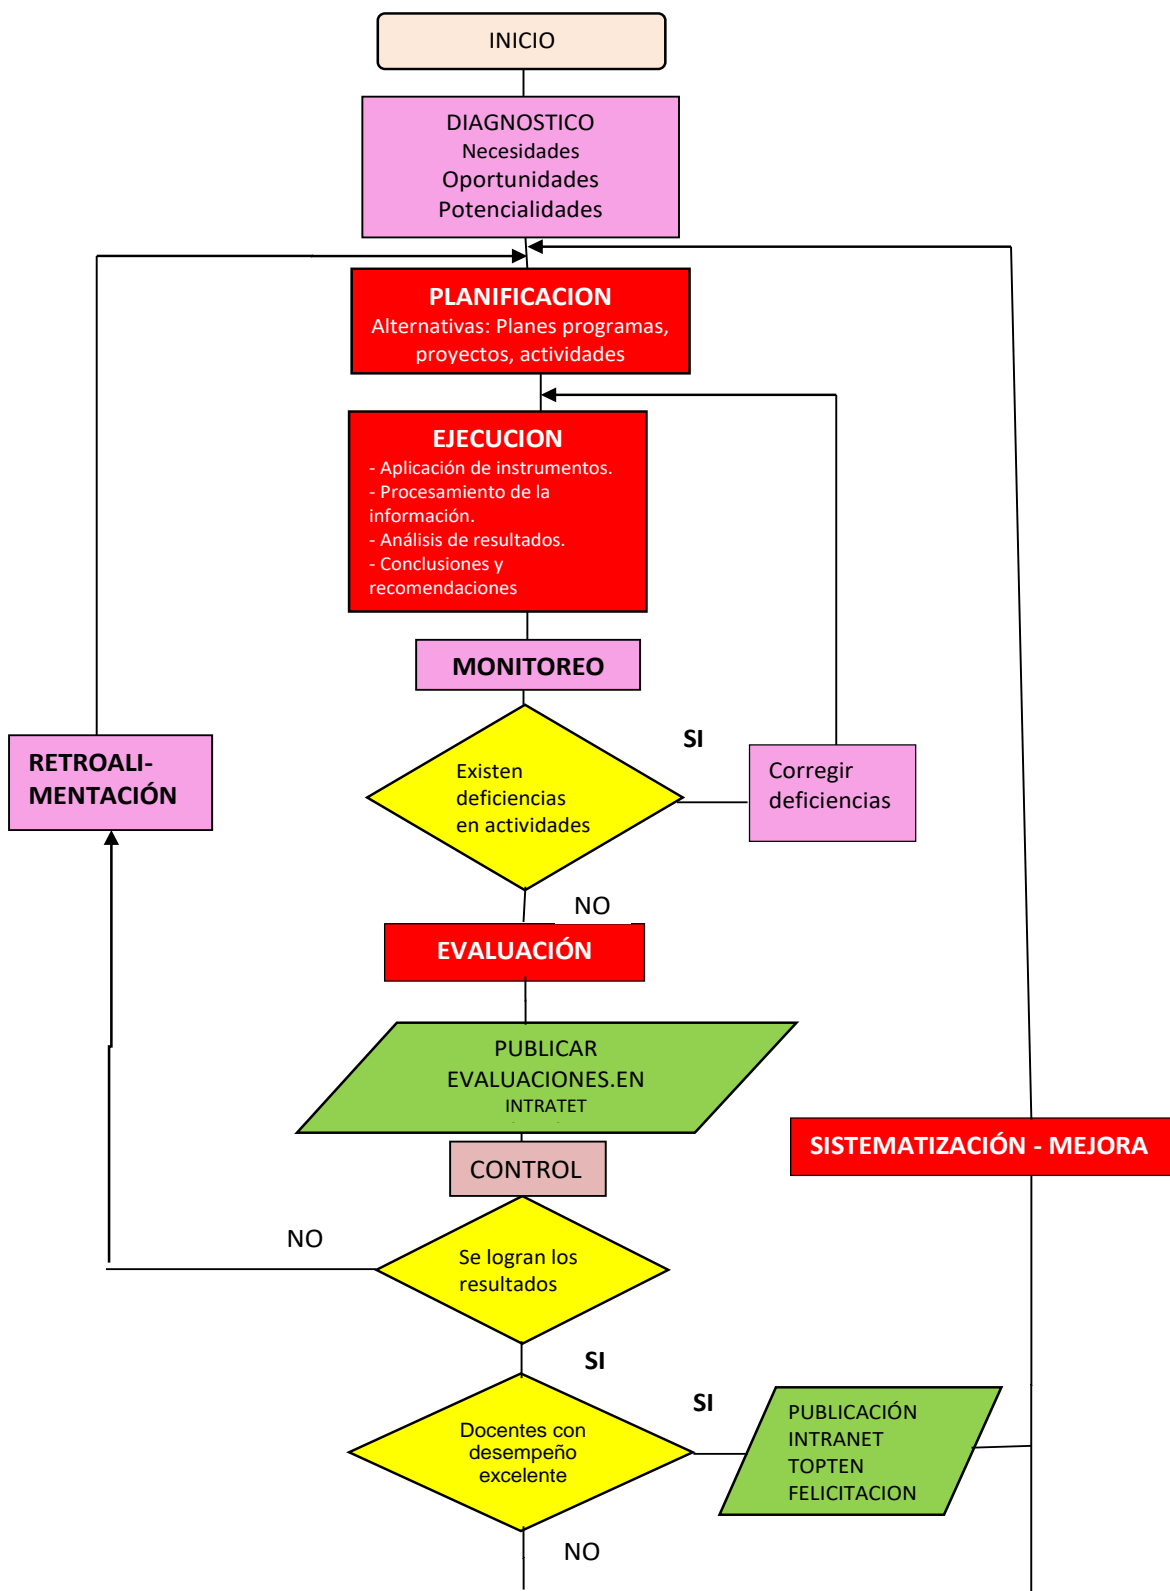 INICIO
DIAGNOSTICO
Necesidades
Oportunidades
Potencialidades
PLANIFICACION
Alternativas: Planes programas,
proyectos, actividades
EJECUCION
- Aplicación de instrumentos.
- Procesamiento de la
información.
- Análisis de resultados.
- Conclusiones y
recomendaciones
MONITOREO
SI
Existen
deficiencias
en actividades
Corregir
deficiencias
RETROALI-
MENTACIÓN
NO
EVALUACIÓN
PUBLICAR
EVALUACIONES.EN
INTRATET
SISTEMATIZACIÓN - MEJORA
CONTROL
NO
Se logran los
resultados
SI
SI
Docentes con
desempeño
excelente
PUBLICACIÓN
INTRANET
TOPTEN
FELICITACION
NO